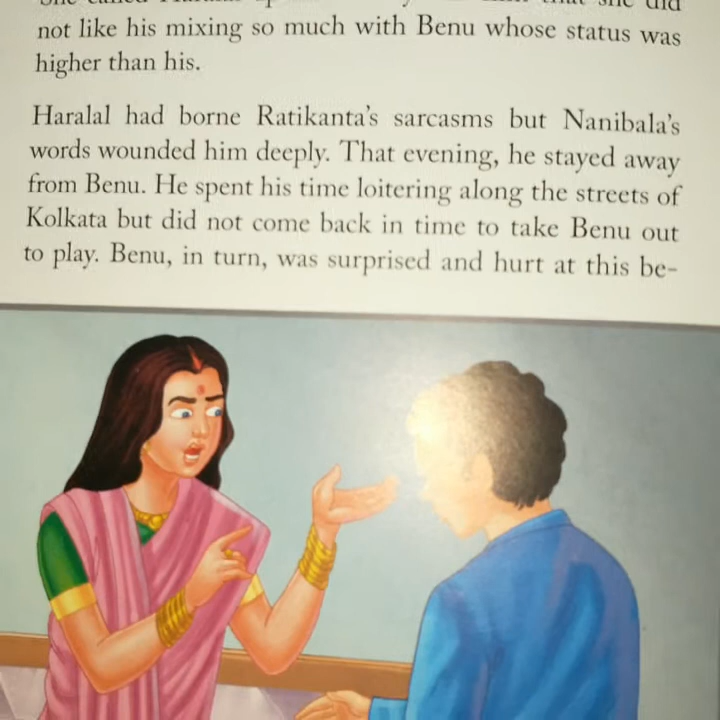 that she did
not like his mixing so much with Benu whose status was
higher than his.
Haralal had borne Ratikanta's sarcasms but Nanibala's
words wounded him deeply. That evening, he stayed away
from Benu. He spent his time loitering along the streets of
Kolkata but did not come back in time to take Benu out
to play. Benu, in turn, was surprised and hurt at this be-